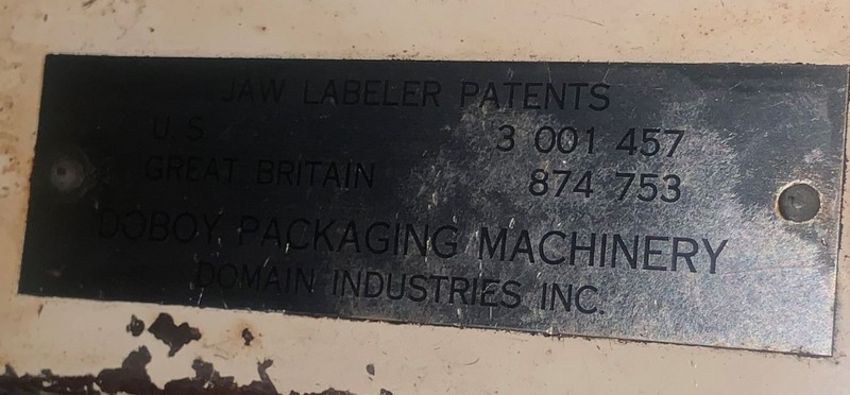 JAW LABELER PATENTS
U.S. 3 001 457
GREAT BRITAIN 874 753
DOBOY PACKAGING MACHINERY
DOMAIN INDUSTRIES INC.